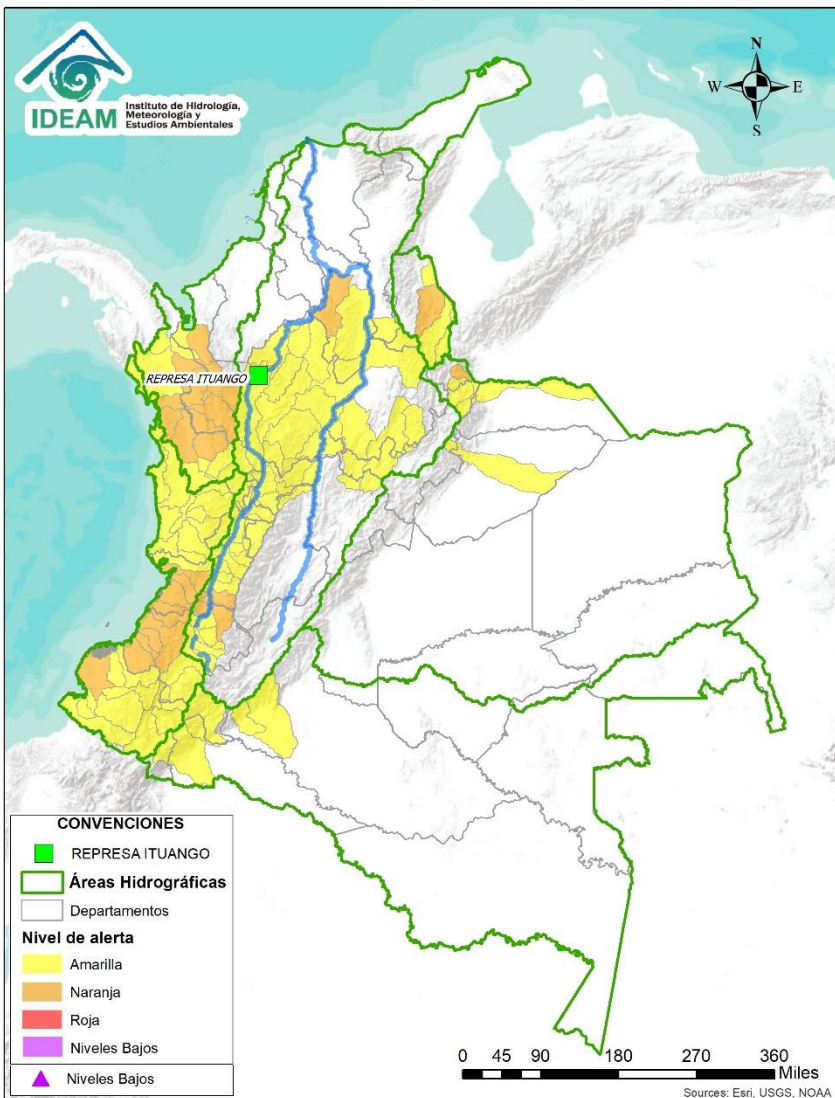 IDEAM
Instituto de Hidrología,
Meteorología y
Estudios Ambientales
N
W
E
S
REPRESA ITUANGO
CONVENCIONES
REPRESA ITUANGO
Áreas Hidrográficas
Departamentos
Nivel de alerta
Amarilla
Naranja
Roja
Niveles Bajos
Niveles Bajos
0 45 90 180 270 360
Miles
Sources: Esri, USGS, NOAA